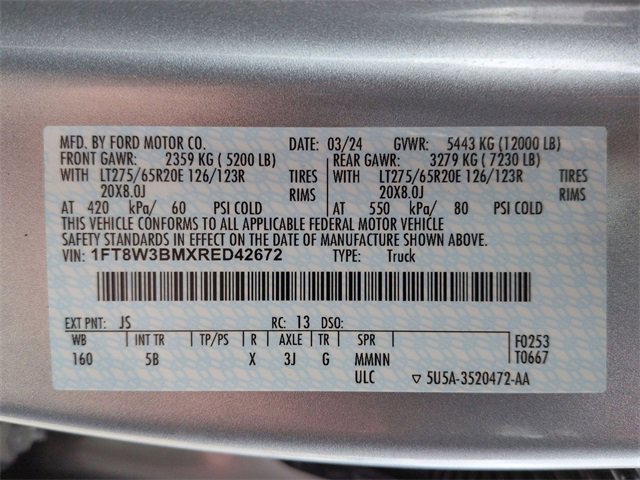 MFD. BY FORD MOTOR CO. DATE: 03/24 GVWR: 5443 KG (12000 LB)
FRONT GAWR: 2359 KG (5200 LB) REAR GAWR: 3279 KG (7230 LB)
WITH LT275/65R20E 126/123R TIRES WITH LT275/65R20E 126/123R TIRES
20X8.0J RIMS 20X8.0J RIMS
AT 420 kPa/ 60 PSI COLD AT 550 kPa/ 80 PSI COLD
THIS VEHICLE CONFORMS TO ALL APPLICABLE FEDERAL MOTOR VEHICLE
SAFETY STANDARDS IN EFFECT ON THE DATE OF MANUFACTURE SHOWN ABOVE.
VIN: 1FT8W3BMXRED42672 TYPE: Truck
EXT PNT: JS RC: 13 DSO:
WB INT TR TP/PS R AXLE TR SPR F0253
160 5B X 3J G MMNN T0667
ULC ▽ 5U5A-3520472-AA